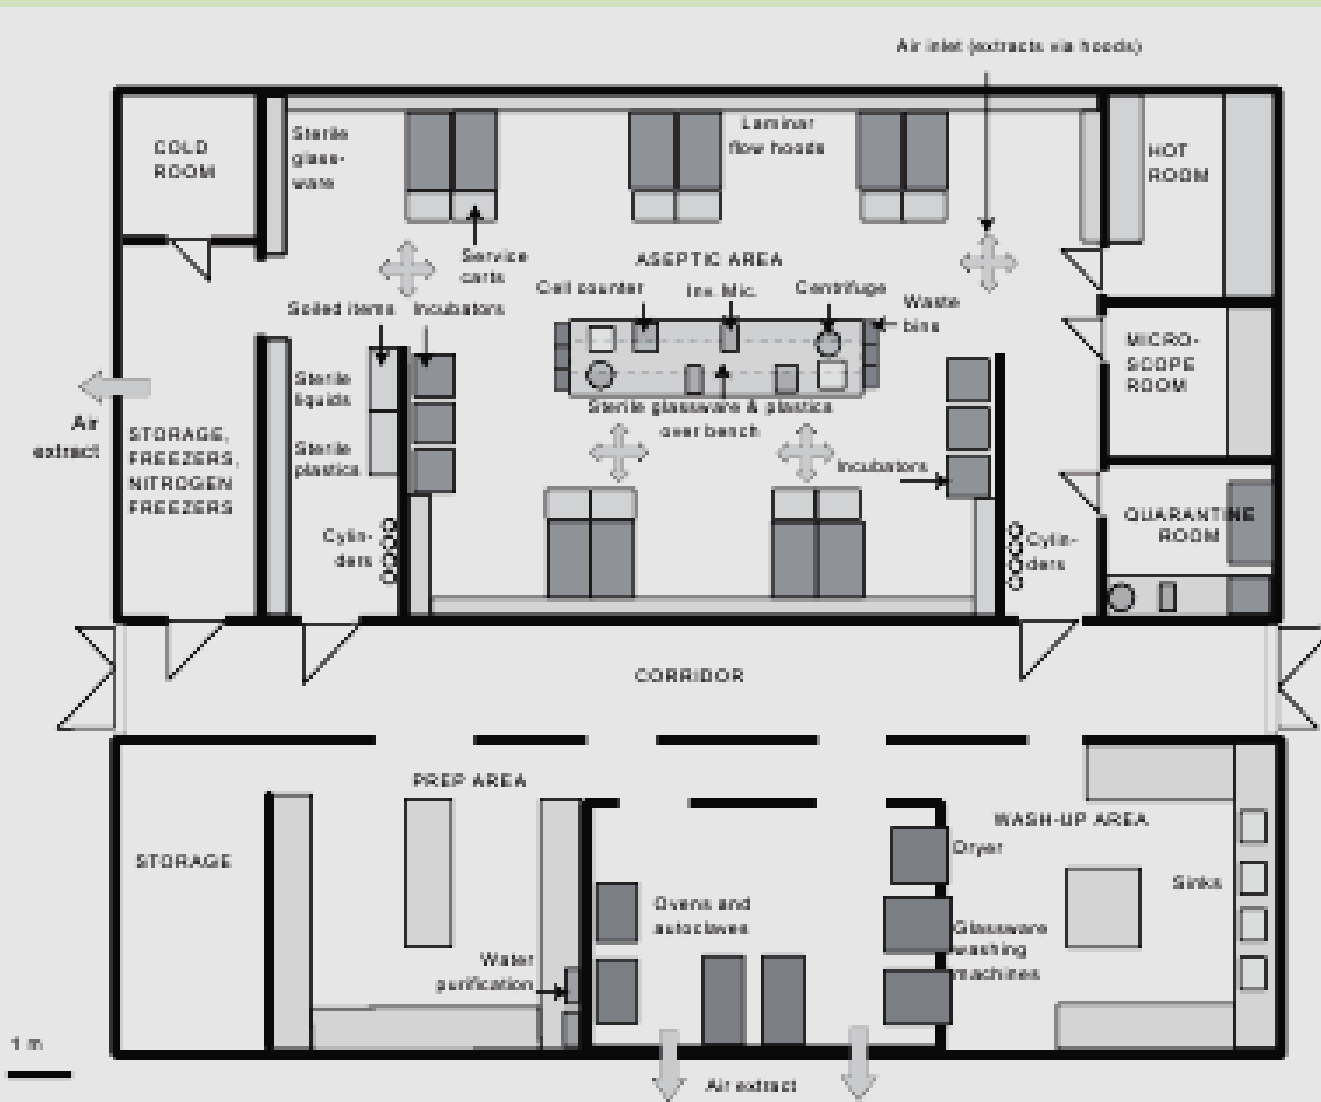 Air inlet (extracts via hoods)
COLD
ROOM
Sterile
glass-
ware
Laminar
flow hoods
HOT
ROOM
Service
carts
ASEPTIC AREA
Cell counter
Inv. Mic.
Centrifuge
Waste
bins
Soiled items
Incubators
MICRO-
SCOPE
ROOM
Sterile
liquids
Sterile glassware & plastics
over bench
Air
extract
STORAGE,
FREEZERS,
NITROGEN
FREEZERS
Sterile
plastics
Incubators
QUARANTINE
ROOM
Cylin-
ders
Cylin-
ders
CORRIDOR
PREP AREA
WASH-UP AREA
STORAGE
Dryer
Sinks
Ovens and
autoclaves
Glassware
washing
machines
Water
purification
1 m
Air extract